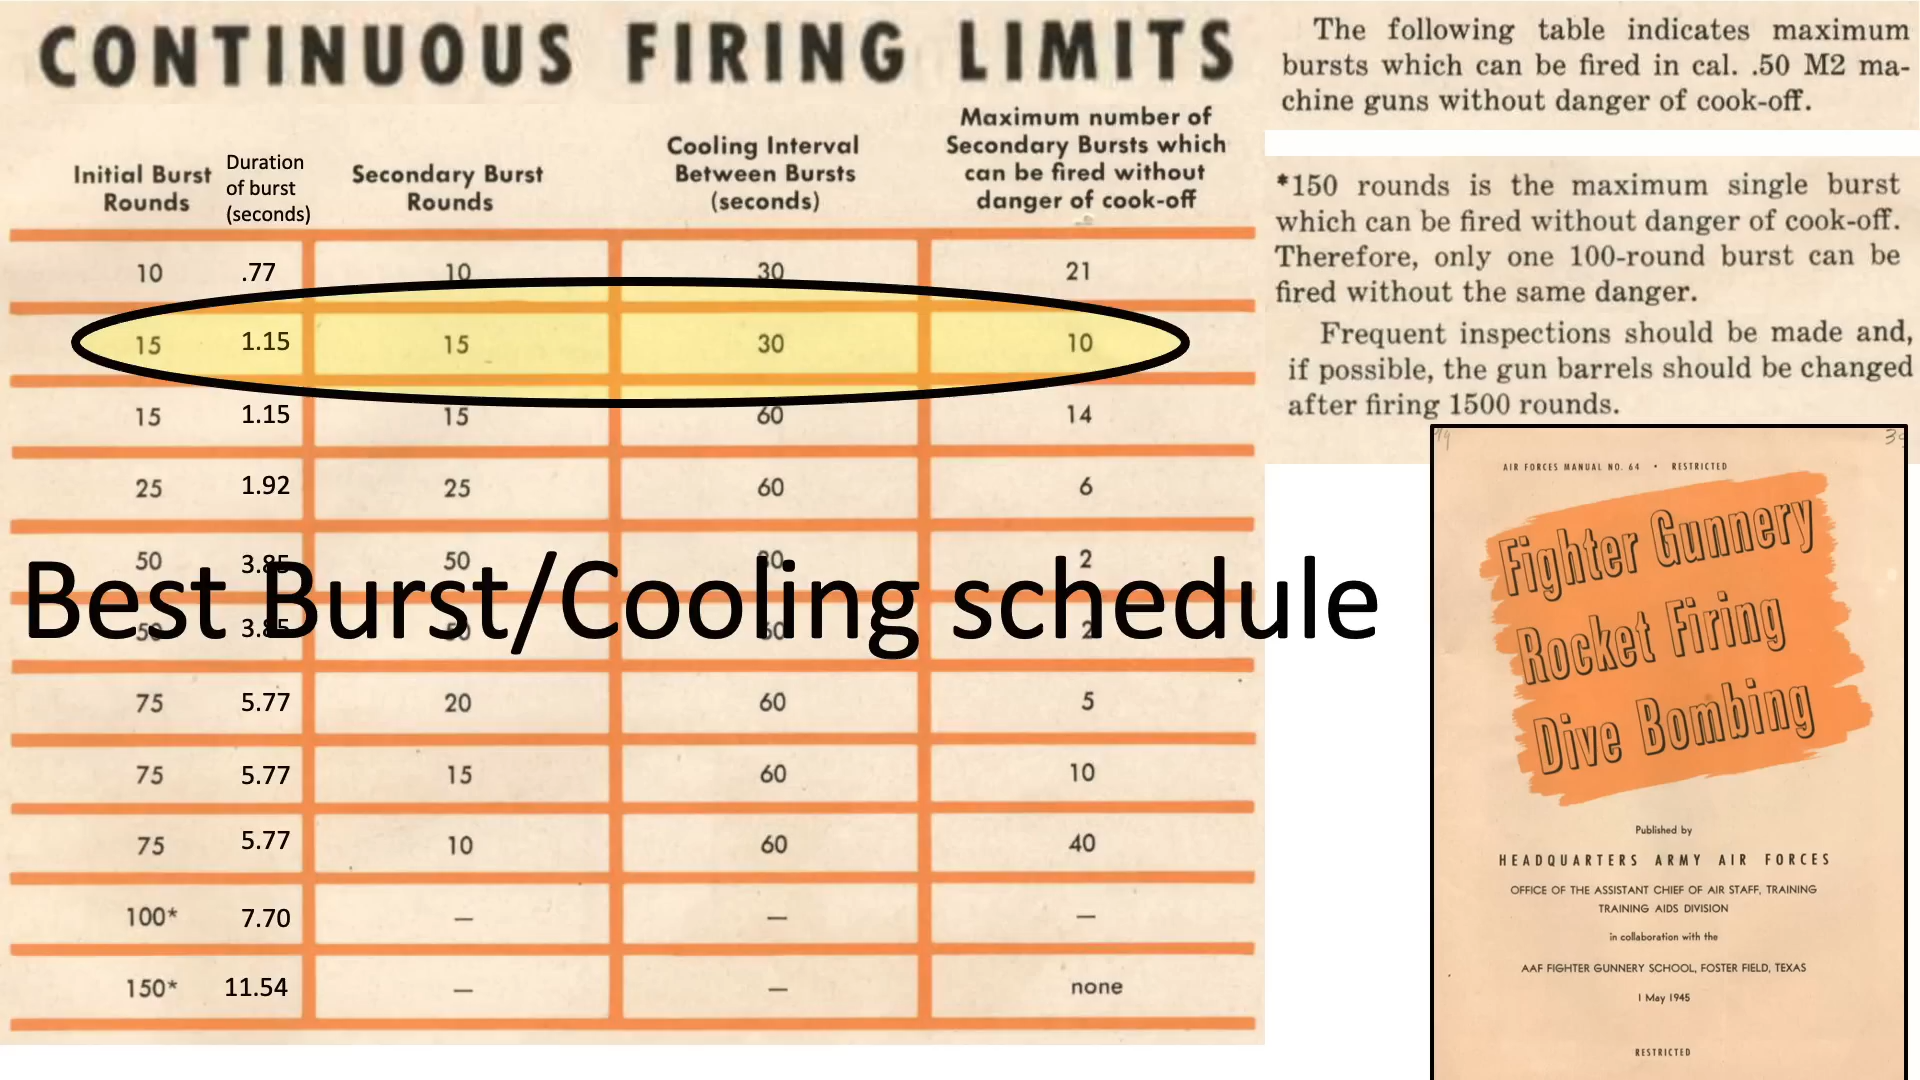 CONTINUOUS FIRING LIMITS
Initial Burst Rounds | Duration of burst (seconds) | Secondary Burst Rounds | Cooling Interval Between Bursts (seconds) | Maximum number of Secondary Bursts which can be fired without danger of cook-off
10 .77 10 30 21
15 1.15 15 30 10
15 1.15 15 60 14
25 1.92 25 60 6
50 3.85 50 2
Best Burst/Cooling schedule
50 3.85 50 60 2
75 5.77 20 60 5
75 5.77 15 60 10
75 5.77 10 60 40
100* 7.70 — — —
150* 11.54 — — none
The following table indicates maximum
bursts which can be fired in cal. .50 M2 ma-
chine guns without danger of cook-off.
*150 rounds is the maximum single burst
which can be fired without danger of cook-off.
Therefore, only one 100-round burst can be
fired without the same danger.
Frequent inspections should be made and,
if possible, the gun barrels should be changed
after firing 1500 rounds.
AIR FORCES MANUAL NO. 64 • RESTRICTED
Fighter Gunnery
Rocket Firing
Dive Bombing
Published by
HEADQUARTERS ARMY AIR FORCES
OFFICE OF THE ASSISTANT CHIEF OF AIR STAFF, TRAINING
TRAINING AIDS DIVISION
in collaboration with the
AAF FIGHTER GUNNERY SCHOOL, FOSTER FIELD, TEXAS
1 May 1945
RESTRICTED